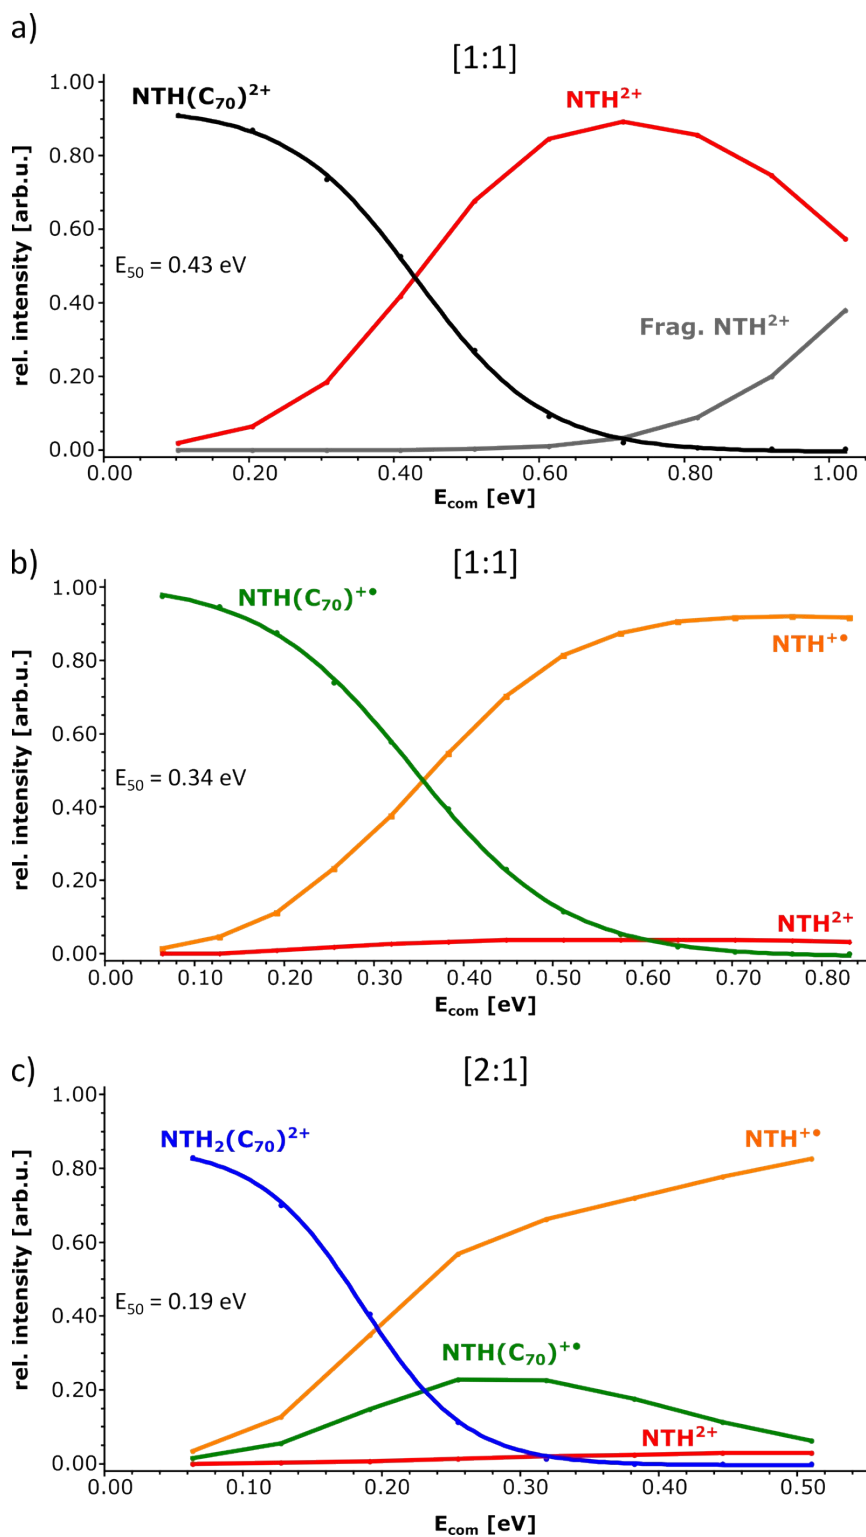 a)
[1:1]
NTH(C₇₀)²⁺
NTH²⁺
E₅₀ = 0.43 eV
Frag. NTH²⁺
rel. intensity [arb.u.]
1.00
0.80
0.60
0.40
0.20
0.00
0.00 0.20 0.40 0.60 0.80 1.00
E_com [eV]
b)
[1:1]
NTH(C₇₀)⁺•
NTH⁺•
E₅₀ = 0.34 eV
NTH²⁺
rel. intensity [arb.u.]
1.00
0.80
0.60
0.40
0.20
0.00
0.00 0.10 0.20 0.30 0.40 0.50 0.60 0.70 0.80
E_com [eV]
c)
[2:1]
NTH₂(C₇₀)²⁺
NTH⁺•
E₅₀ = 0.19 eV
NTH(C₇₀)⁺•
NTH²⁺
rel. intensity [arb.u.]
1.00
0.80
0.60
0.40
0.20
0.00
0.00 0.10 0.20 0.30 0.40 0.50
E_com [eV]